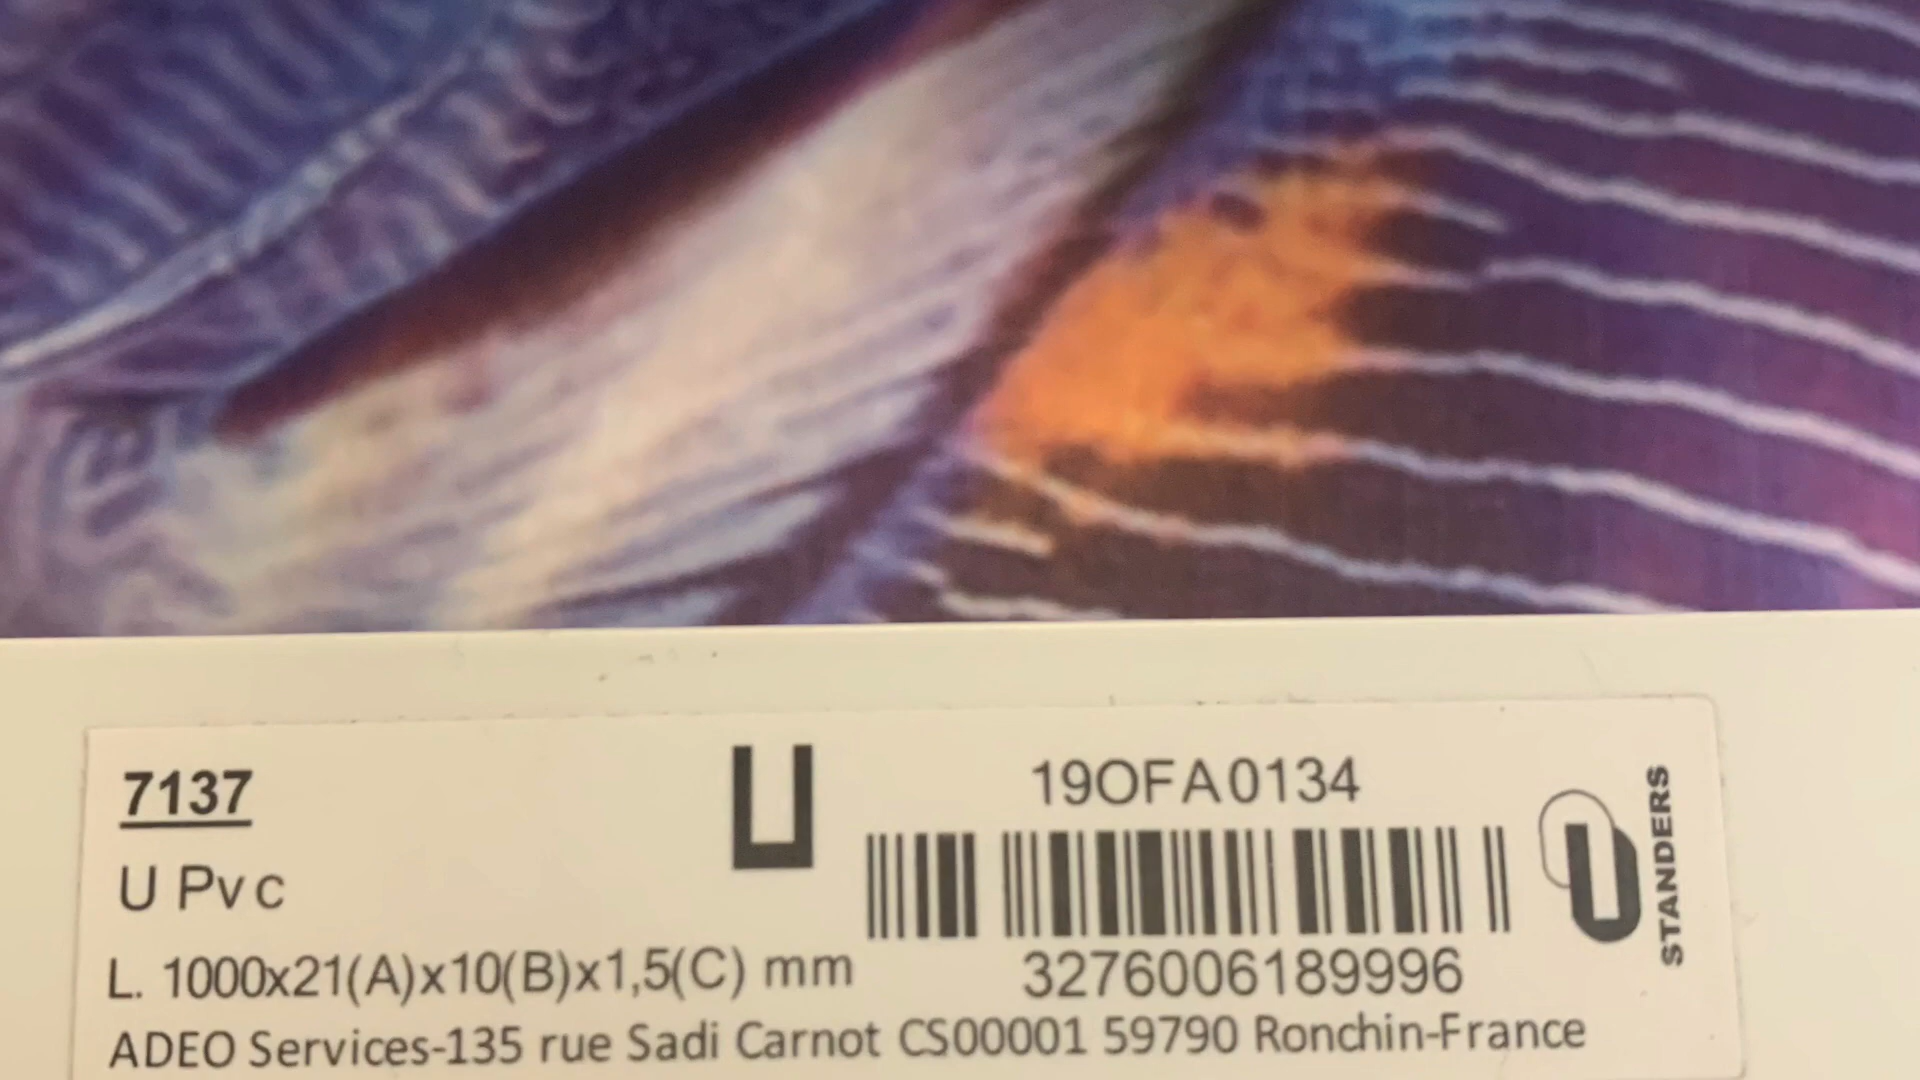 7137
U Pvc
L. 1000x21(A)x10(B)x1,5(C) mm
19OFA0134
3276006189996
STANDERS
ADEO Services-135 rue Sadi Carnot CS00001 59790 Ronchin-France